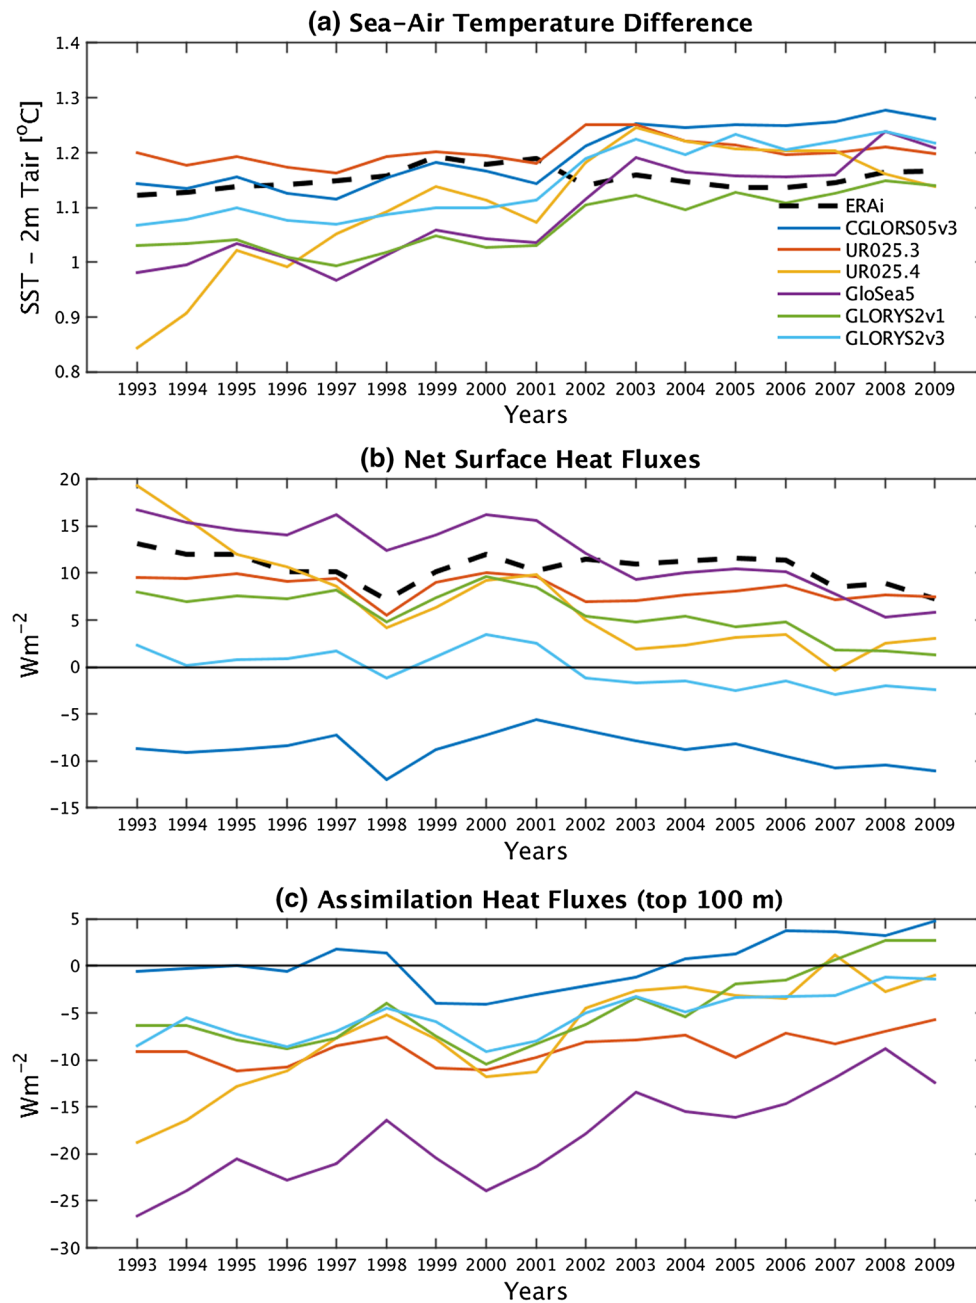 (a) Sea–Air Temperature Difference
1.4
1.3
1.2
1.1
1
0.9
0.8
SST - 2m Tair [°C]
ERAi
CGLORS05v3
UR025.3
UR025.4
GloSea5
GLORYS2v1
GLORYS2v3
1993 1994 1995 1996 1997 1998 1999 2000 2001 2002 2003 2004 2005 2006 2007 2008 2009
Years
(b) Net Surface Heat Fluxes
20
15
10
5
0
−5
−10
−15
Wm⁻²
1993 1994 1995 1996 1997 1998 1999 2000 2001 2002 2003 2004 2005 2006 2007 2008 2009
Years
(c) Assimilation Heat Fluxes (top 100 m)
5
0
−5
−10
−15
−20
−25
−30
Wm⁻²
1993 1994 1995 1996 1997 1998 1999 2000 2001 2002 2003 2004 2005 2006 2007 2008 2009
Years